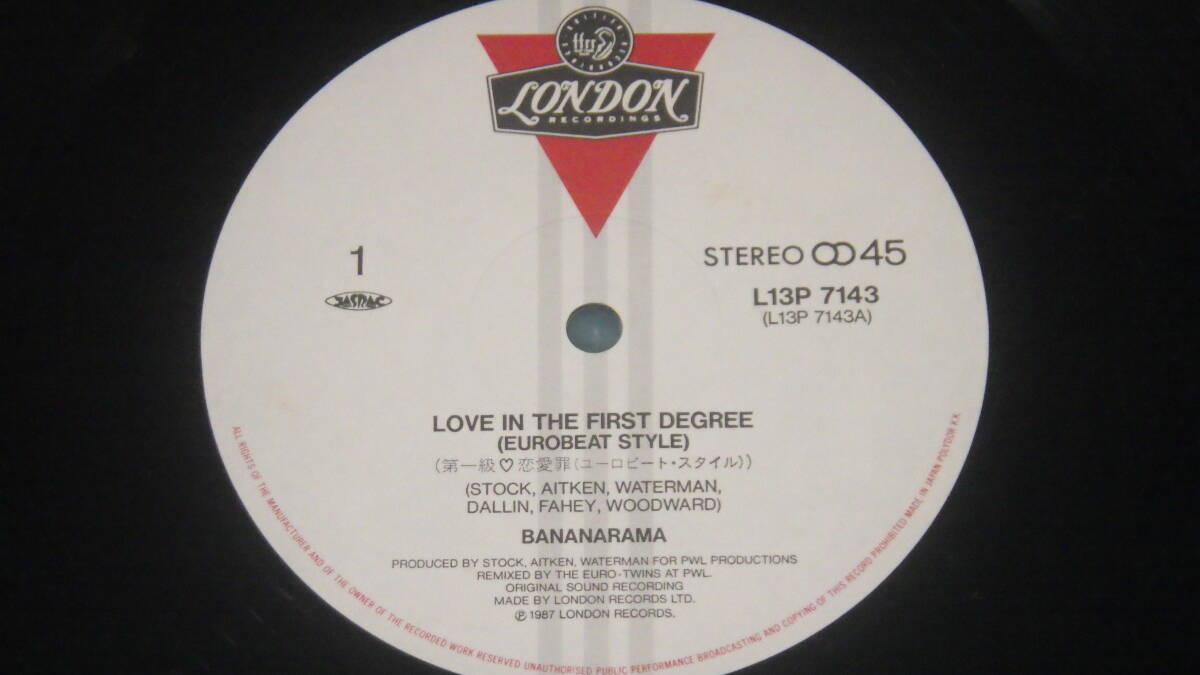 LONDON
RECORDINGS
1
JASRAC
STEREO 45
L13P 7143
(L13P 7143A)
LOVE IN THE FIRST DEGREE
(EUROBEAT STYLE)
(第一級♡恋愛罪(ユーロビート・スタイル))
(STOCK, AITKEN, WATERMAN,
DALLIN, FAHEY, WOODWARD)
BANANARAMA
PRODUCED BY STOCK, AITKEN, WATERMAN FOR PWL PRODUCTIONS
REMIXED BY THE EURO-TWINS AT PWL.
ORIGINAL SOUND RECORDING
MADE BY LONDON RECORDS LTD.
℗ 1987 LONDON RECORDS.
ALL RIGHTS OF THE MANUFACTURER AND OF THE OWNER OF THE RECORDED WORK RESERVED UNAUTHORISED PUBLIC PERFORMANCE BROADCASTING AND COPYING OF THIS RECORD PROHIBITED MADE IN JAPAN POLYDOR K.K.